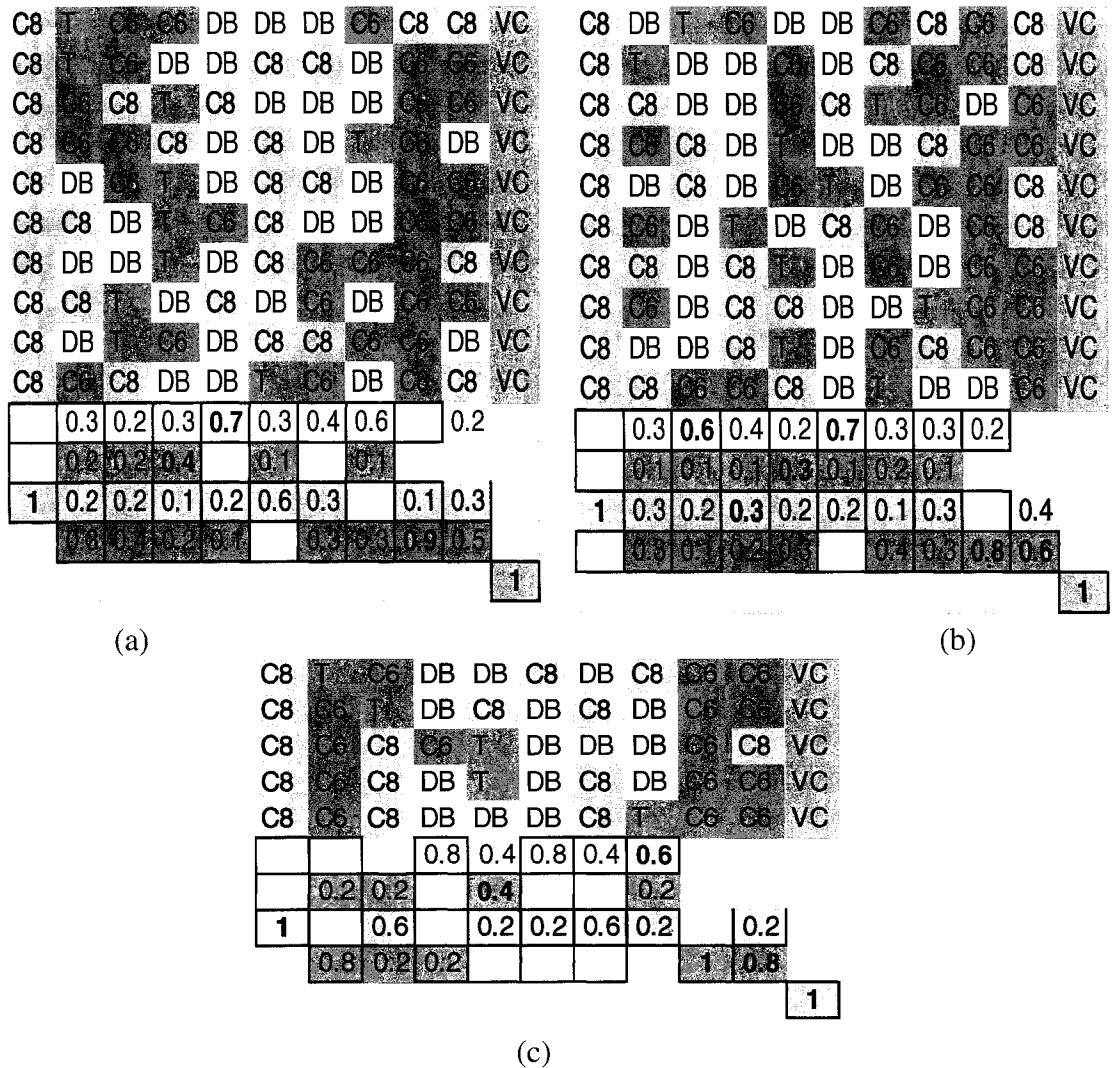 C8 T C6 C6 DB DB DB C6 C8 C8 VC
C8 T C6 DB DB C8 C8 DB C6 C6 VC
C8 C6 C8 T C8 DB DB DB C6 C6 VC
C8 C6 C6 C8 DB C8 DB T C6 DB VC
C8 DB C6 T DB C8 C8 DB C6 C6 VC
C8 C8 DB T C6 C8 DB DB C6 C6 VC
C8 DB DB T DB C8 C6 C6 C6 C8 VC
C8 C8 T DB C8 DB C6 DB C6 C6 VC
C8 DB T C6 DB C8 C8 C6 C6 DB VC
C8 C6 C8 DB DB T C6 DB C6 C8 VC
0.3 0.2 0.3 0.7 0.3 0.4 0.6 0.2
0.2 0.2 0.4 0.1 0.1
1 0.2 0.2 0.1 0.2 0.6 0.3 0.1 0.3
0.3 0.4 0.2 0.1 0.3 0.3 0.9 0.5
1
(a)
C8 DB T C6 DB DB C6 C8 C6 C8 VC
C8 T DB DB C6 DB C8 C6 C6 C8 VC
C8 C8 DB DB C6 C8 T C6 DB C6 VC
C8 C6 C8 DB T DB DB C8 C6 C6 VC
C8 DB C8 DB C6 T DB C6 C6 C8 VC
C8 C6 DB T DB C8 C6 DB C6 C8 VC
C8 C8 DB C8 T DB C6 DB C6 C6 VC
C8 C6 DB C8 C8 DB DB T C6 C6 VC
C8 DB DB C8 T DB C6 C8 C6 C6 VC
C8 C8 C6 C6 C8 DB T DB DB C6 VC
0.3 0.6 0.4 0.2 0.7 0.3 0.3 0.2
0.1 0.1 0.1 0.3 0.1 0.2 0.1
1 0.3 0.2 0.3 0.2 0.2 0.1 0.3 0.4
0.3 0.1 0.2 0.3 0.4 0.3 0.8 0.6
1
(b)
C8 T C6 DB DB C8 DB C8 C6 C6 VC
C8 C6 T DB C8 DB C8 DB C6 C6 VC
C8 C6 C8 C6 T DB DB DB C6 C8 VC
C8 C6 C8 DB T DB C8 DB C6 C6 VC
C8 C6 C8 DB DB DB C8 T C6 C6 VC
0.8 0.4 0.8 0.4 0.6
0.2 0.2 0.4 0.2
1 0.6 0.2 0.2 0.6 0.2 0.2
0.8 0.2 0.2 1 0.8
1
(c)